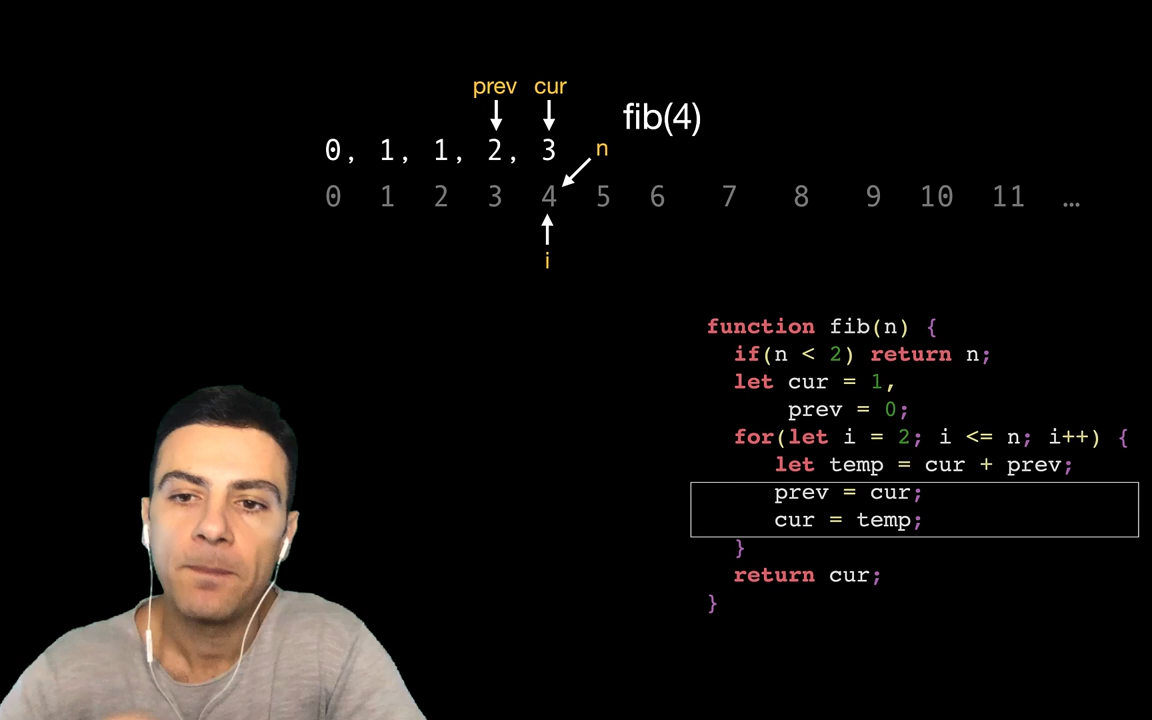 prev cur
fib(4)
0, 1, 1, 2, 3 n
0 1 2 3 4 5 6 7 8 9 10 11 …
i
function fib(n) {
if(n < 2) return n;
let cur = 1,
prev = 0;
for(let i = 2; i <= n; i++) {
let temp = cur + prev;
prev = cur;
cur = temp;
}
return cur;
}